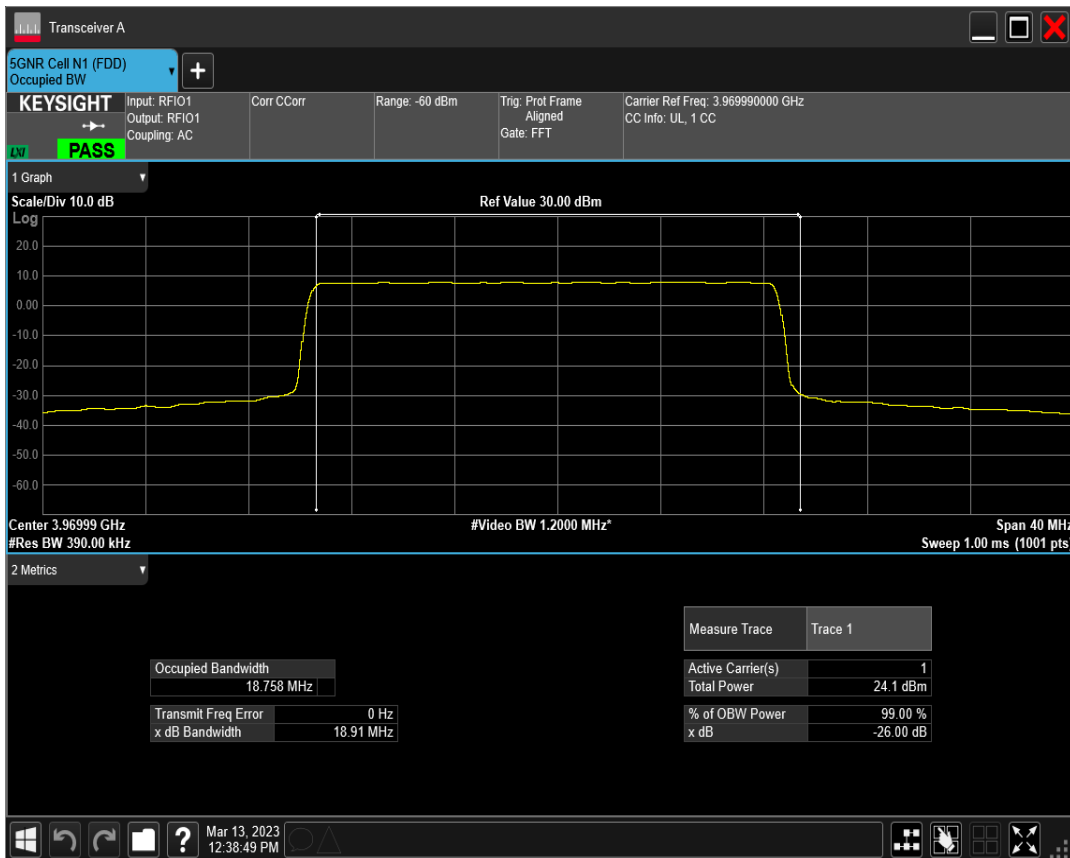 Transceiver A
5GNR Cell N1 (FDD)
Occupied BW
+
KEYSIGHT
LXI
PASS
Input: RFIO1
Output: RFIO1
Coupling: AC
Corr CCorr
Range: -60 dBm
Trig: Prot Frame
Aligned
Gate: FFT
Carrier Ref Freq: 3.969990000 GHz
CC Info: UL, 1 CC
1 Graph
Scale/Div 10.0 dB
Ref Value 30.00 dBm
Log
20.0
10.0
0.00
-10.0
-20.0
-30.0
-40.0
-50.0
-60.0
Center 3.96999 GHz
#Video BW 1.2000 MHz*
Span 40 MHz
#Res BW 390.00 kHz
Sweep 1.00 ms (1001 pts)
2 Metrics
Measure Trace Trace 1
Occupied Bandwidth
18.758 MHz
Active Carrier(s) 1
Total Power 24.1 dBm
Transmit Freq Error 0 Hz
x dB Bandwidth 18.91 MHz
% of OBW Power 99.00 %
x dB -26.00 dB
?
Mar 13, 2023
12:38:49 PM